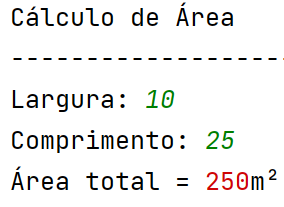 Cálculo de Área
-------------------
Largura: 10
Comprimento: 25
Área total = 250m²